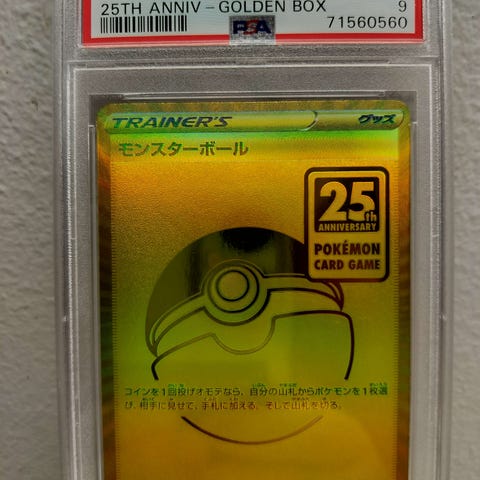 25TH ANNIV – GOLDEN BOX 9
PSA 71560560
TRAINER'S グッズ
モンスターボール
25th
ANNIVERSARY
POKÉMON
CARD GAME
コインを1回投げオモテなら、自分の山札からポケモンを1枚選
び、相手に見せて、手札に加える。そして山札を切る。